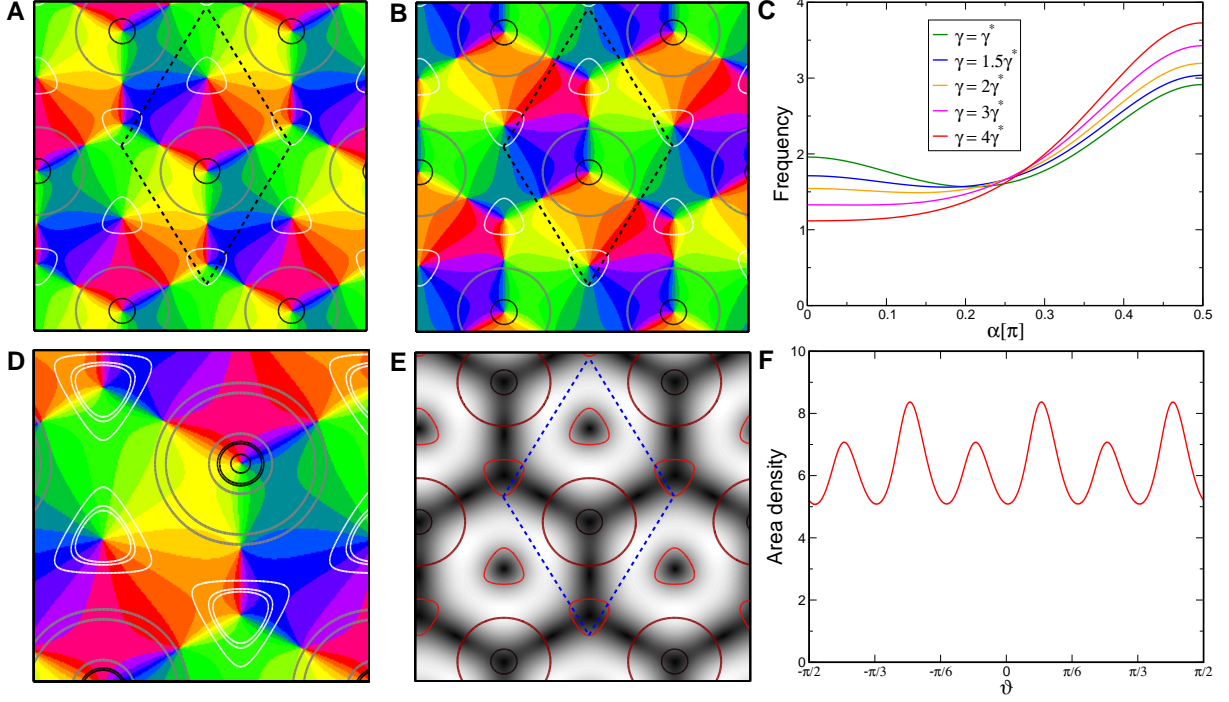 A
B
C
4
3
2
1
0
Frequency
γ = γ*
γ = 1.5γ*
γ = 2γ*
γ = 3γ*
γ = 4γ*
0 0.1 0.2 0.3 0.4 0.5
α[π]
D
E
F
10
8
6
4
2
0
Area density
-π/2 -π/3 -π/6 0 π/6 π/3 π/2
ϑ